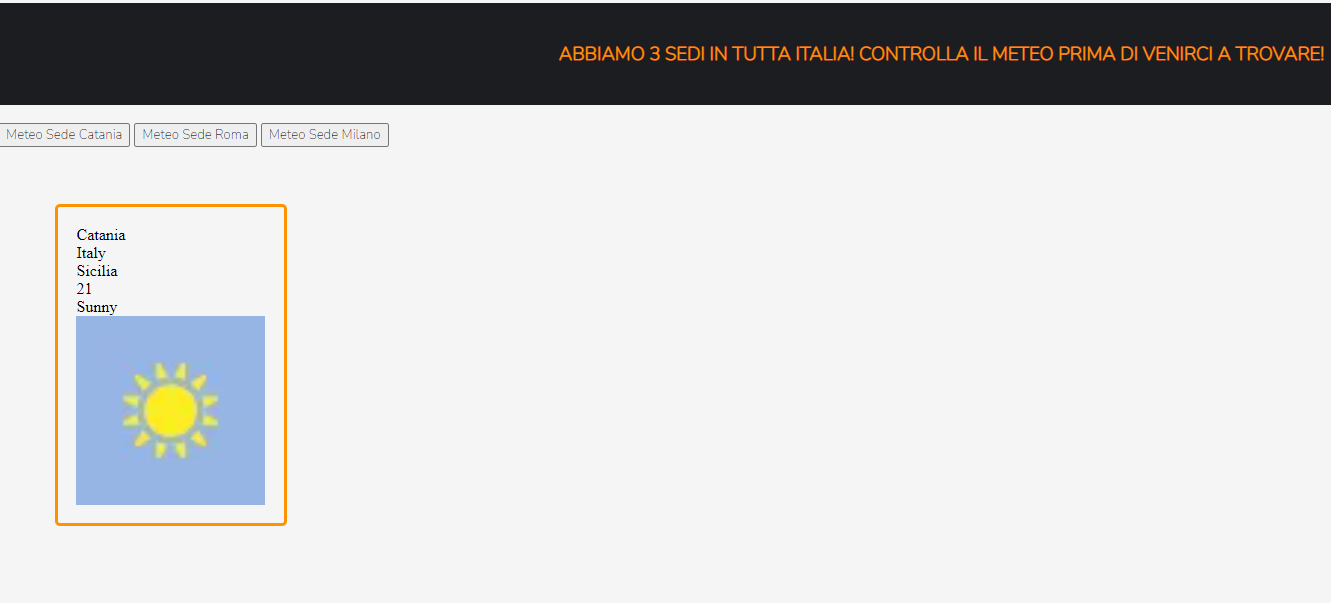 ABBIAMO 3 SEDI IN TUTTA ITALIA! CONTROLLA IL METEO PRIMA DI VENIRCI A TROVARE!
Meteo Sede Catania
Meteo Sede Roma
Meteo Sede Milano
Catania
Italy
Sicilia
21
Sunny